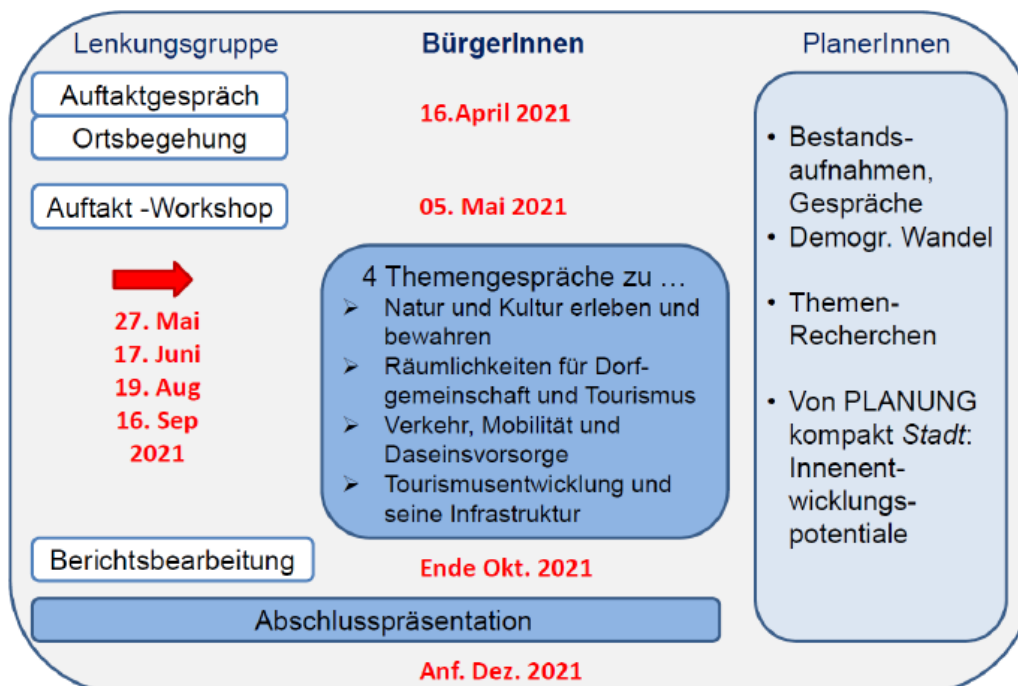 Lenkungsgruppe
BürgerInnen
PlanerInnen
Auftaktgespräch
Ortsbegehung
16.April 2021
Auftakt -Workshop
05. Mai 2021
27. Mai
17. Juni
19. Aug
16. Sep
2021
4 Themengespräche zu …
➢ Natur und Kultur erleben und
bewahren
➢ Räumlichkeiten für Dorf-
gemeinschaft und Tourismus
➢ Verkehr, Mobilität und
Daseinsvorsorge
➢ Tourismusentwicklung und
seine Infrastruktur
Berichtsbearbeitung
Ende Okt. 2021
Abschlusspräsentation
Anf. Dez. 2021
• Bestands-
aufnahmen,
Gespräche
• Demogr. Wandel
• Themen-
Recherchen
• Von PLANUNG
kompakt Stadt:
Innenent-
wicklungs-
potentiale